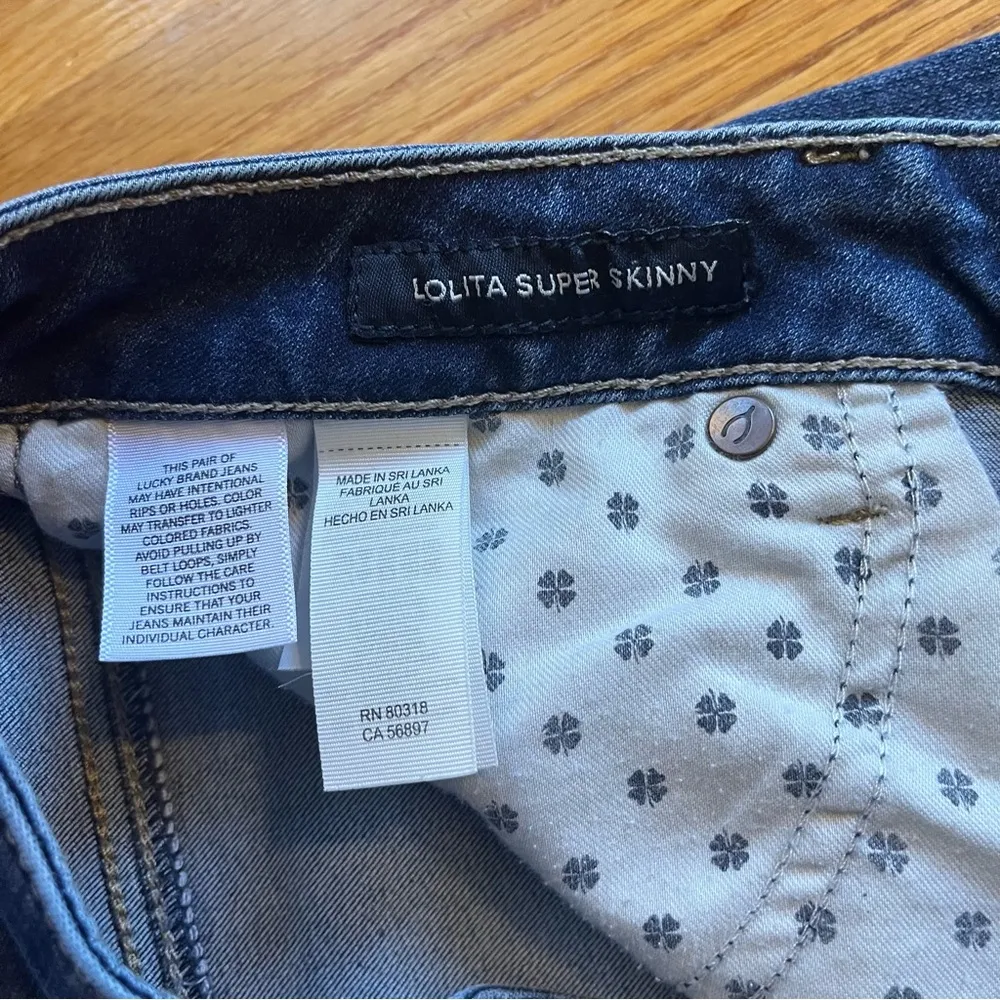 LOLITA SUPER SKINNY
THIS PAIR OF
LUCKY BRAND JEANS
MAY HAVE INTENTIONAL
RIPS OR HOLES. COLOR
MAY TRANSFER TO LIGHTER
COLORED FABRICS.
AVOID PULLING UP BY
BELT LOOPS, SIMPLY
FOLLOW THE CARE
INSTRUCTIONS TO
ENSURE THAT YOUR
JEANS MAINTAIN THEIR
INDIVIDUAL CHARACTER.
MADE IN SRI LANKA
FABRIQUÉ AU SRI
LANKA
HECHO EN SRI LANKA
RN 80318
CA 56897